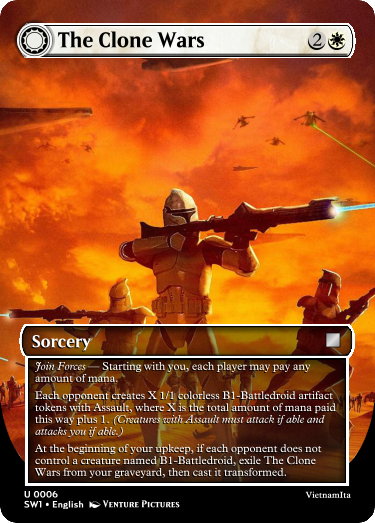 The Clone Wars 2
Sorcery
Join Forces — Starting with you, each player may pay any
amount of mana.
Each opponent creates X 1/1 colorless B1-Battledroid artifact
tokens with Assault, where X is the total amount of mana paid
this way plus 1. (Creatures with Assault must attack if able and
attacks you if able.)
At the beginning of your upkeep, if each opponent does not
control a creature named B1-Battledroid, exile The Clone
Wars from your graveyard, then cast it transformed.
U 0006
VietnamIta
SW1 • English VENTURE PICTURES